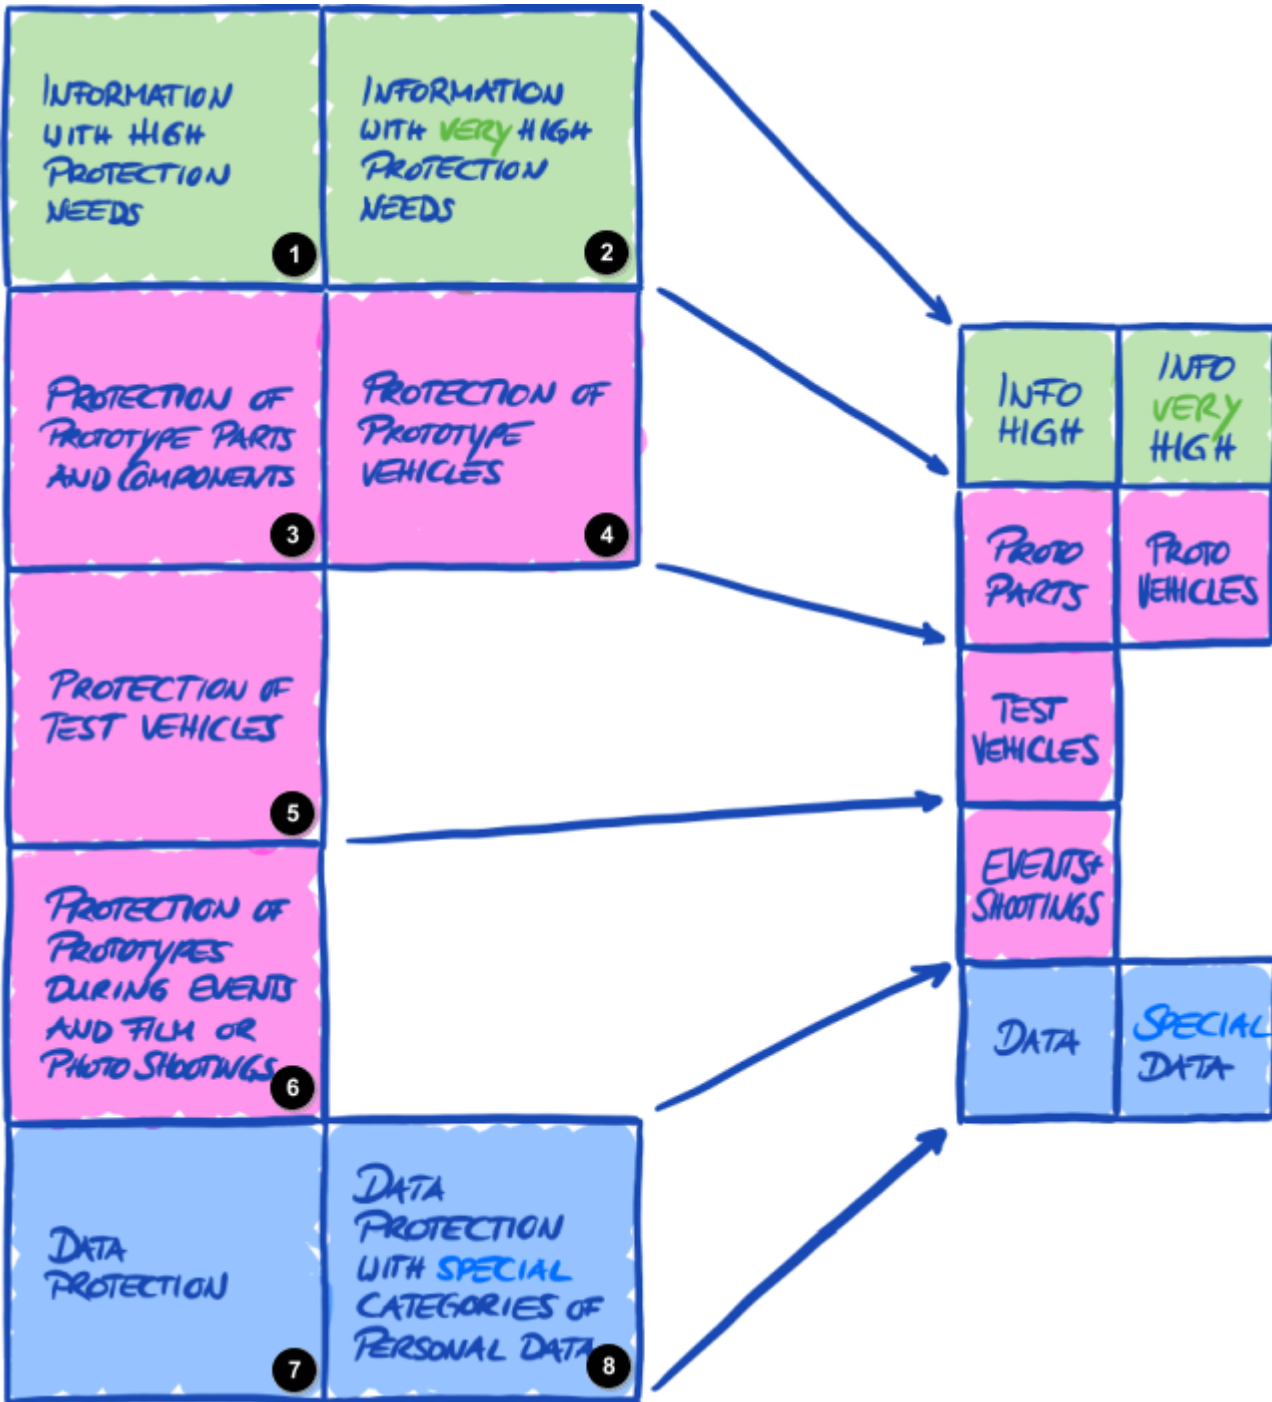 INFORMATION
WITH HIGH
PROTECTION
NEEDS
1
INFORMATION
WITH VERY HIGH
PROTECTION
NEEDS
2
PROTECTION OF
PROTOTYPE PARTS
AND COMPONENTS
3
PROTECTION OF
PROTOTYPE
VEHICLES
4
PROTECTION OF
TEST VEHICLES
5
PROTECTION OF
PROTOTYPES
DURING EVENTS
AND FILM OR
PHOTO SHOOTINGS
6
DATA
PROTECTION
7
DATA
PROTECTION
WITH SPECIAL
CATEGORIES OF
PERSONAL DATA
8
INFO
HIGH
INFO
VERY
HIGH
PROTO
PARTS
PROTO
VEHICLES
TEST
VEHICLES
EVENTS+
SHOOTINGS
DATA
SPECIAL
DATA